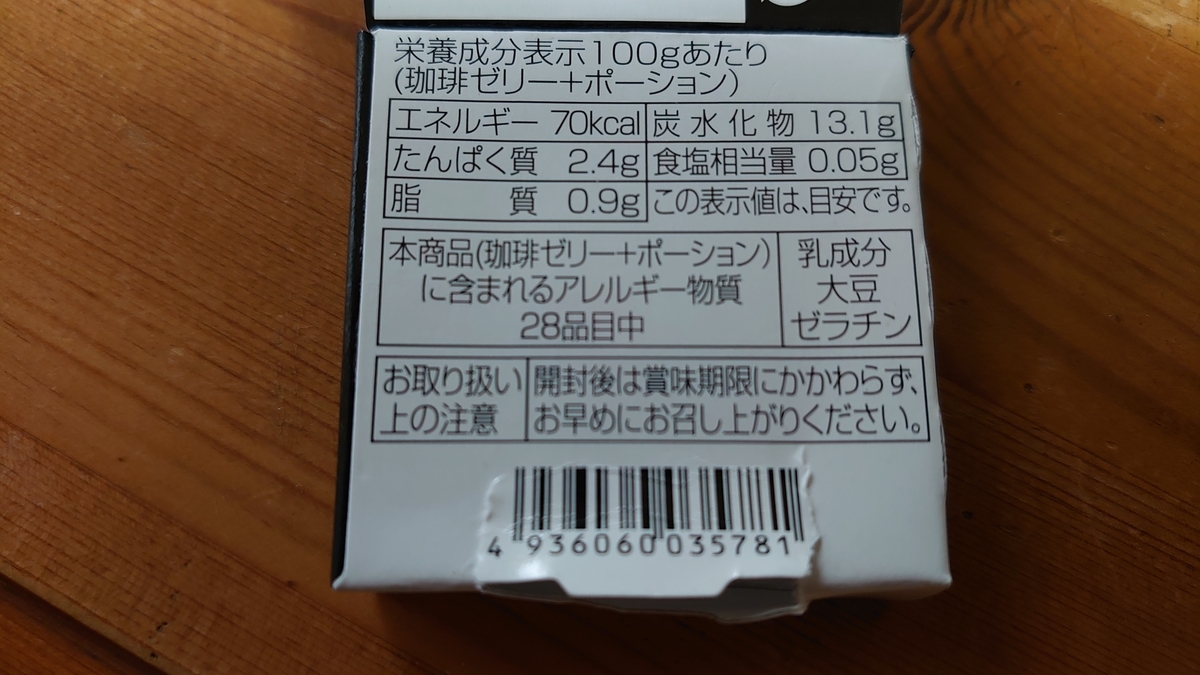 栄養成分表示100gあたり
(珈琲ゼリー+ポーション)
エネルギー 70kcal 炭水化物 13.1g
たんぱく質 2.4g 食塩相当量 0.05g
脂質 0.9g この表示値は、目安です。
本商品(珈琲ゼリー+ポーション)
に含まれるアレルギー物質
28品目中
乳成分
大豆
ゼラチン
お取り扱い
上の注意
開封後は賞味期限にかかわらず、
お早めにお召し上がりください。
4 936060 035781